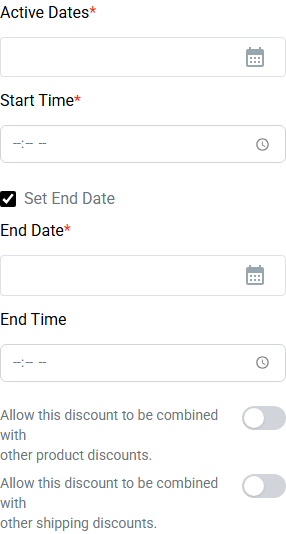 Active Dates*
Start Time*
--:-- --
Set End Date
End Date*
End Time
--:-- --
Allow this discount to be combined
with
other product discounts.
Allow this discount to be combined
with
other shipping discounts.